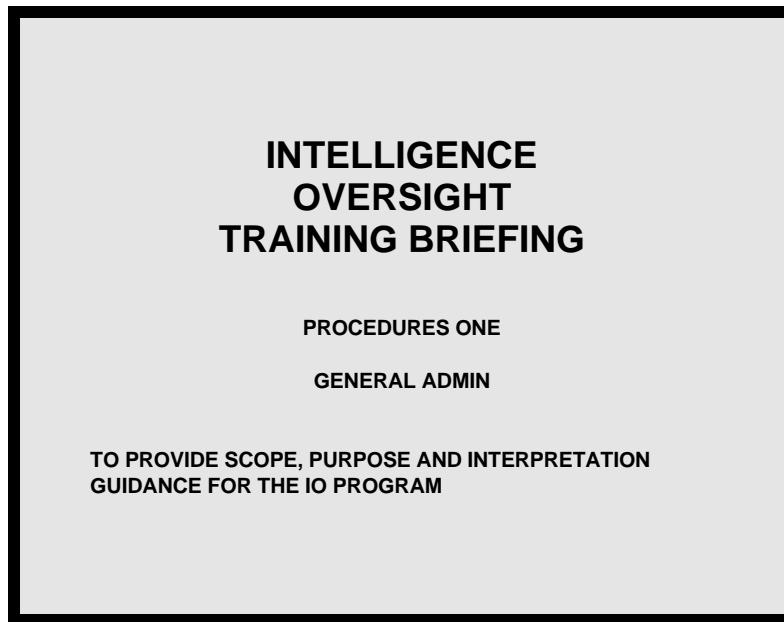 INTELLIGENCE
OVERSIGHT
TRAINING BRIEFING
PROCEDURES ONE
GENERAL ADMIN
TO PROVIDE SCOPE, PURPOSE AND INTERPRETATION
GUIDANCE FOR THE IO PROGRAM